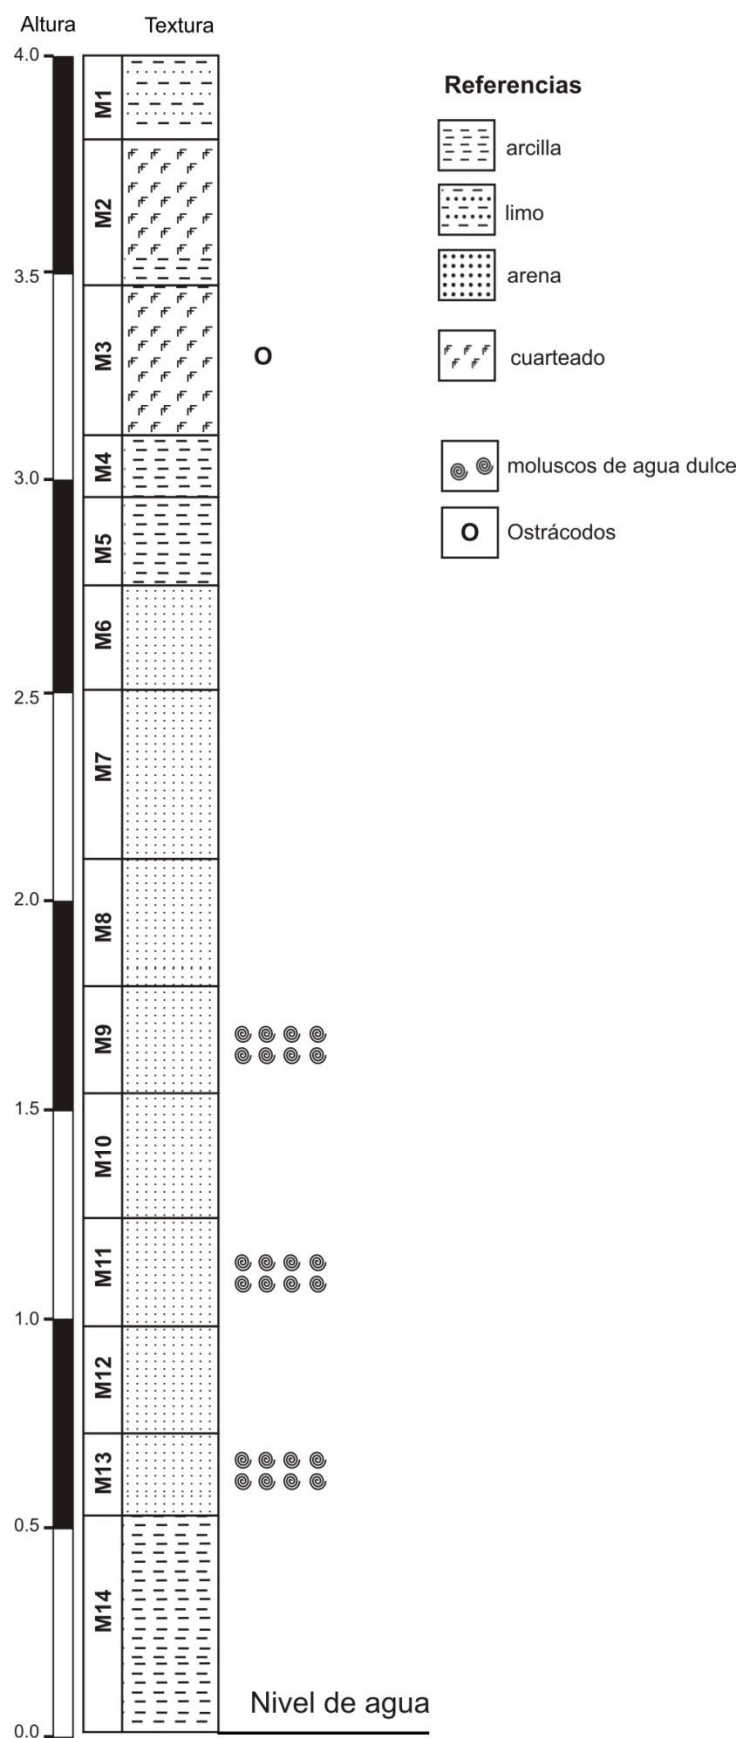 Altura Textura
4.0
M1
M2
3.5
M3
M4
3.0
M5
M6
2.5
M7
M8
2.0
M9
1.5
M10
M11
1.0
M12
M13
0.5
M14
0.0
O
Nivel de agua
Referencias
arcilla
limo
arena
cuarteado
moluscos de agua dulce
O Ostrácodos